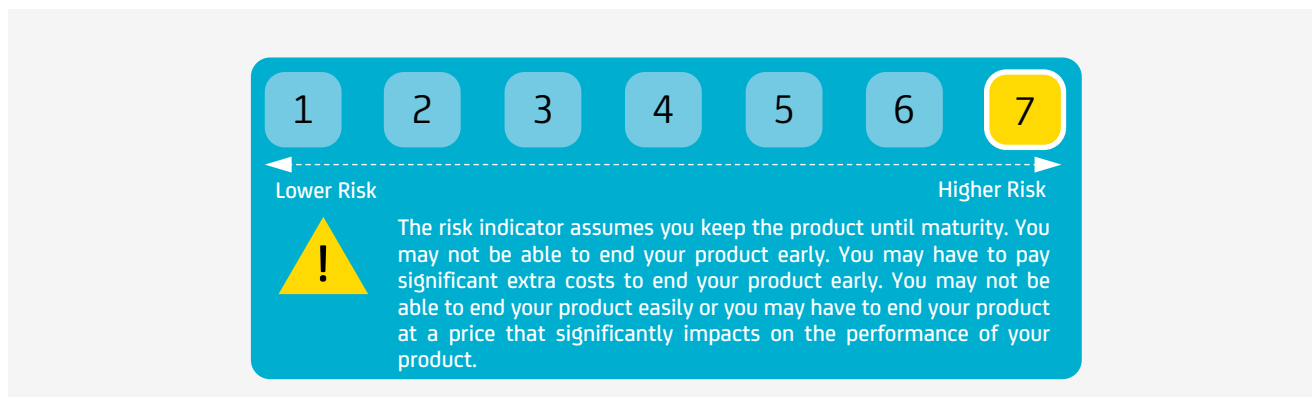 1 2 3 4 5 6 7
Lower Risk Higher Risk
!
The risk indicator assumes you keep the product until maturity. You
may not be able to end your product early. You may have to pay
significant extra costs to end your product early. You may not be
able to end your product easily or you may have to end your product
at a price that significantly impacts on the performance of your
product.